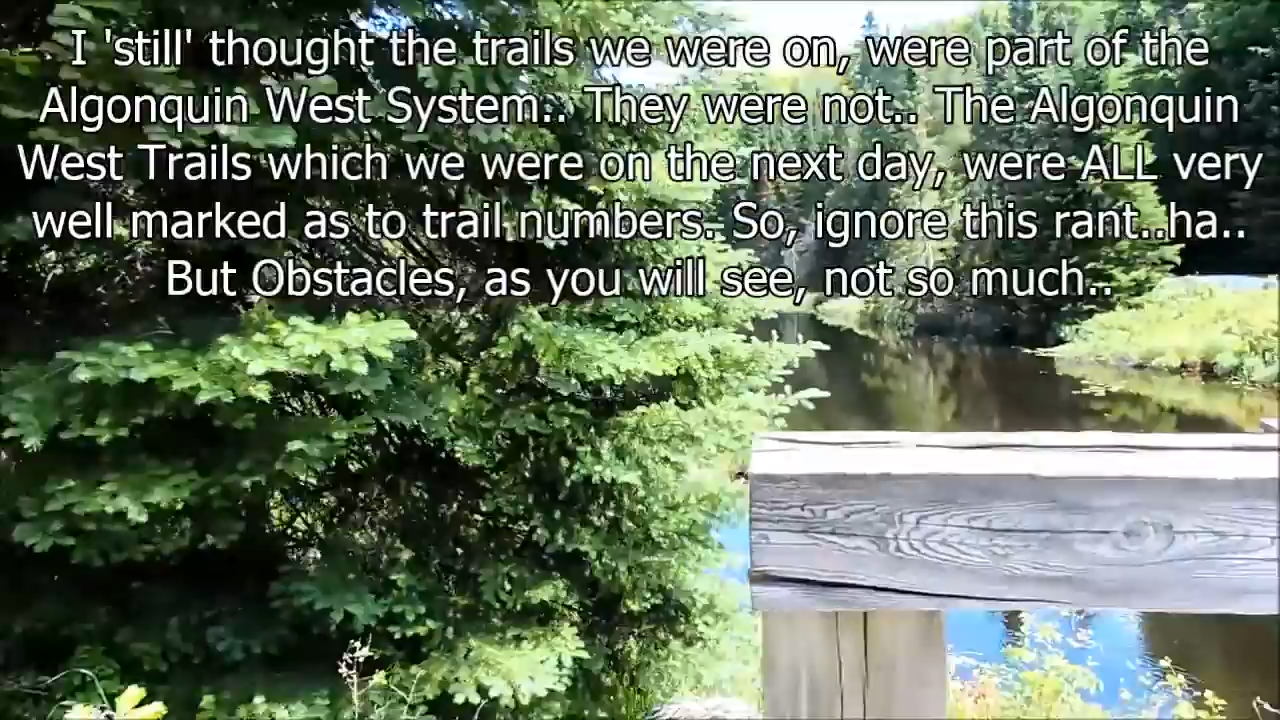 I 'still' thought the trails we were on, were part of the
Algonquin West System.. They were not.. The Algonquin
West Trails which we were on the next day, were ALL very
well marked as to trail numbers. So, ignore this rant..ha..
But Obstacles, as you will see, not so much..